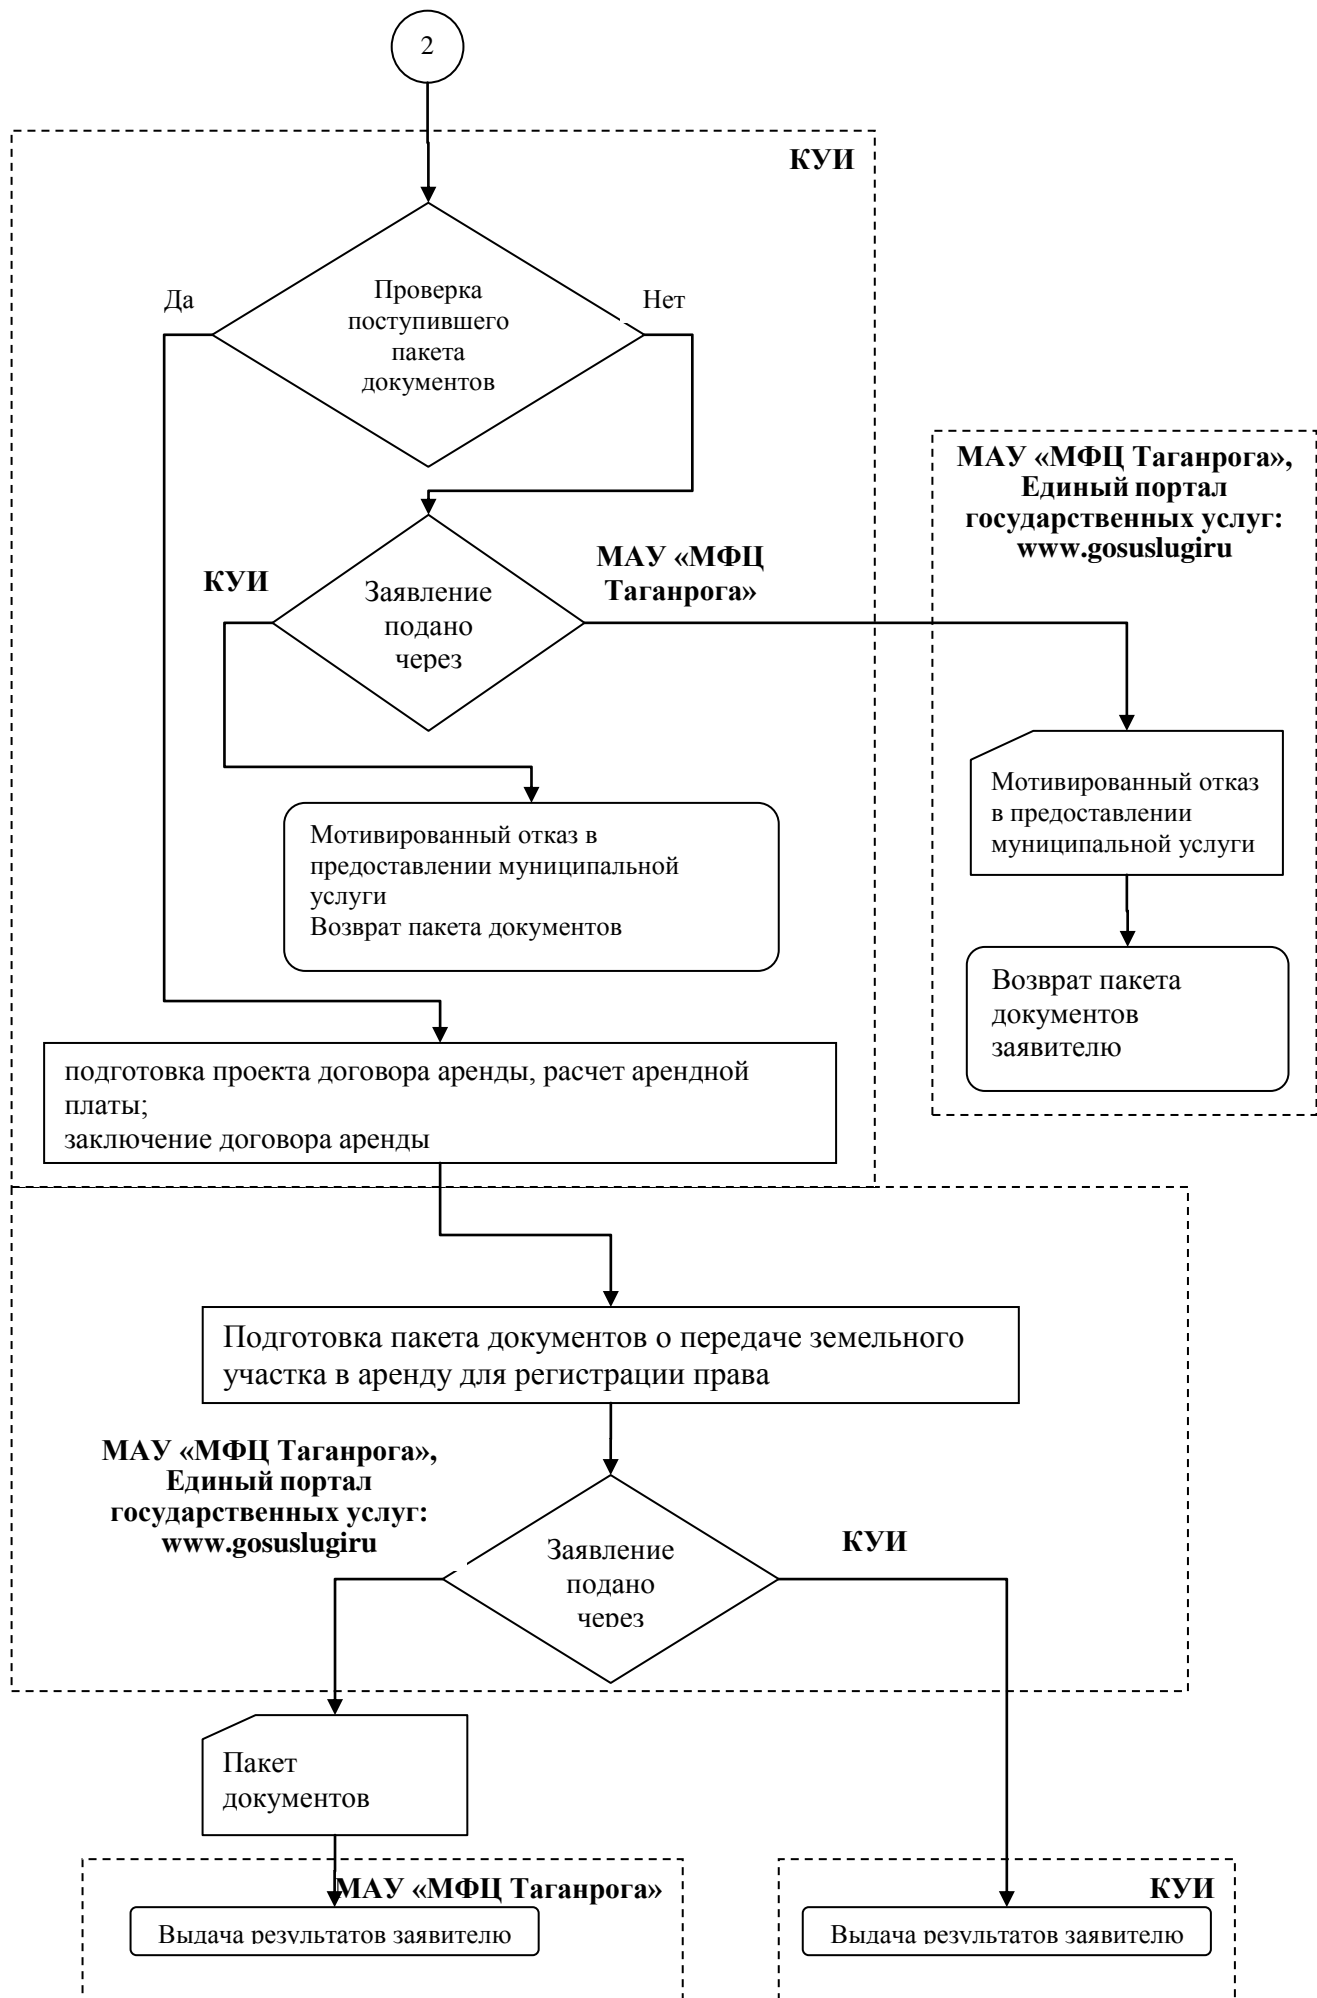 2
КУИ
Да
Нет
Проверка
поступившего
пакета
документов
МАУ «МФЦ Таганрога»,
Единый портал
государственных услуг:
www.gosuslugiru
КУИ
МАУ «МФЦ
Таганрога»
Заявление
подано
через
Мотивированный отказ
в предоставлении
муниципальной услуги
Мотивированный отказ в
предоставлении муниципальной
услуги
Возврат пакета документов
Возврат пакета
документов
заявителю
подготовка проекта договора аренды, расчет арендной
платы;
заключение договора аренды
Подготовка пакета документов о передаче земельного
участка в аренду для регистрации права
МАУ «МФЦ Таганрога»,
Единый портал
государственных услуг:
www.gosuslugiru
КУИ
Заявление
подано
через
Пакет
документов
МАУ «МФЦ Таганрога»
КУИ
Выдача результатов заявителю
Выдача результатов заявителю